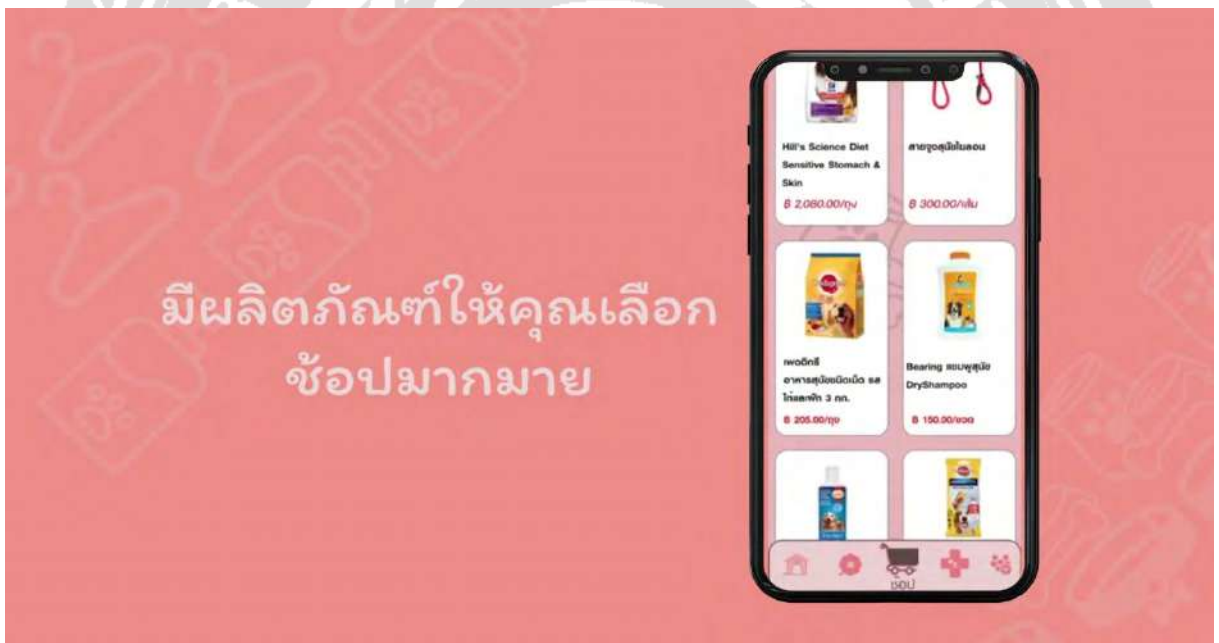 มีผลิตภัณฑ์ให้คุณเลือก
ช้อปมากมาย
Hill's Science Diet
Sensitive Stomach &
Skin
฿ 2,080.00/ถุง
สายจูงสุนัขไนลอน
฿ 300.00/เส้น
เพดดิกรี
อาหารสุนัขชนิดเม็ด รส
ไก่และผัก 3 กก.
฿ 205.00/ถุง
Bearing แชมพูสุนัข
DryShampoo
฿ 150.00/ขวด
ช้อป